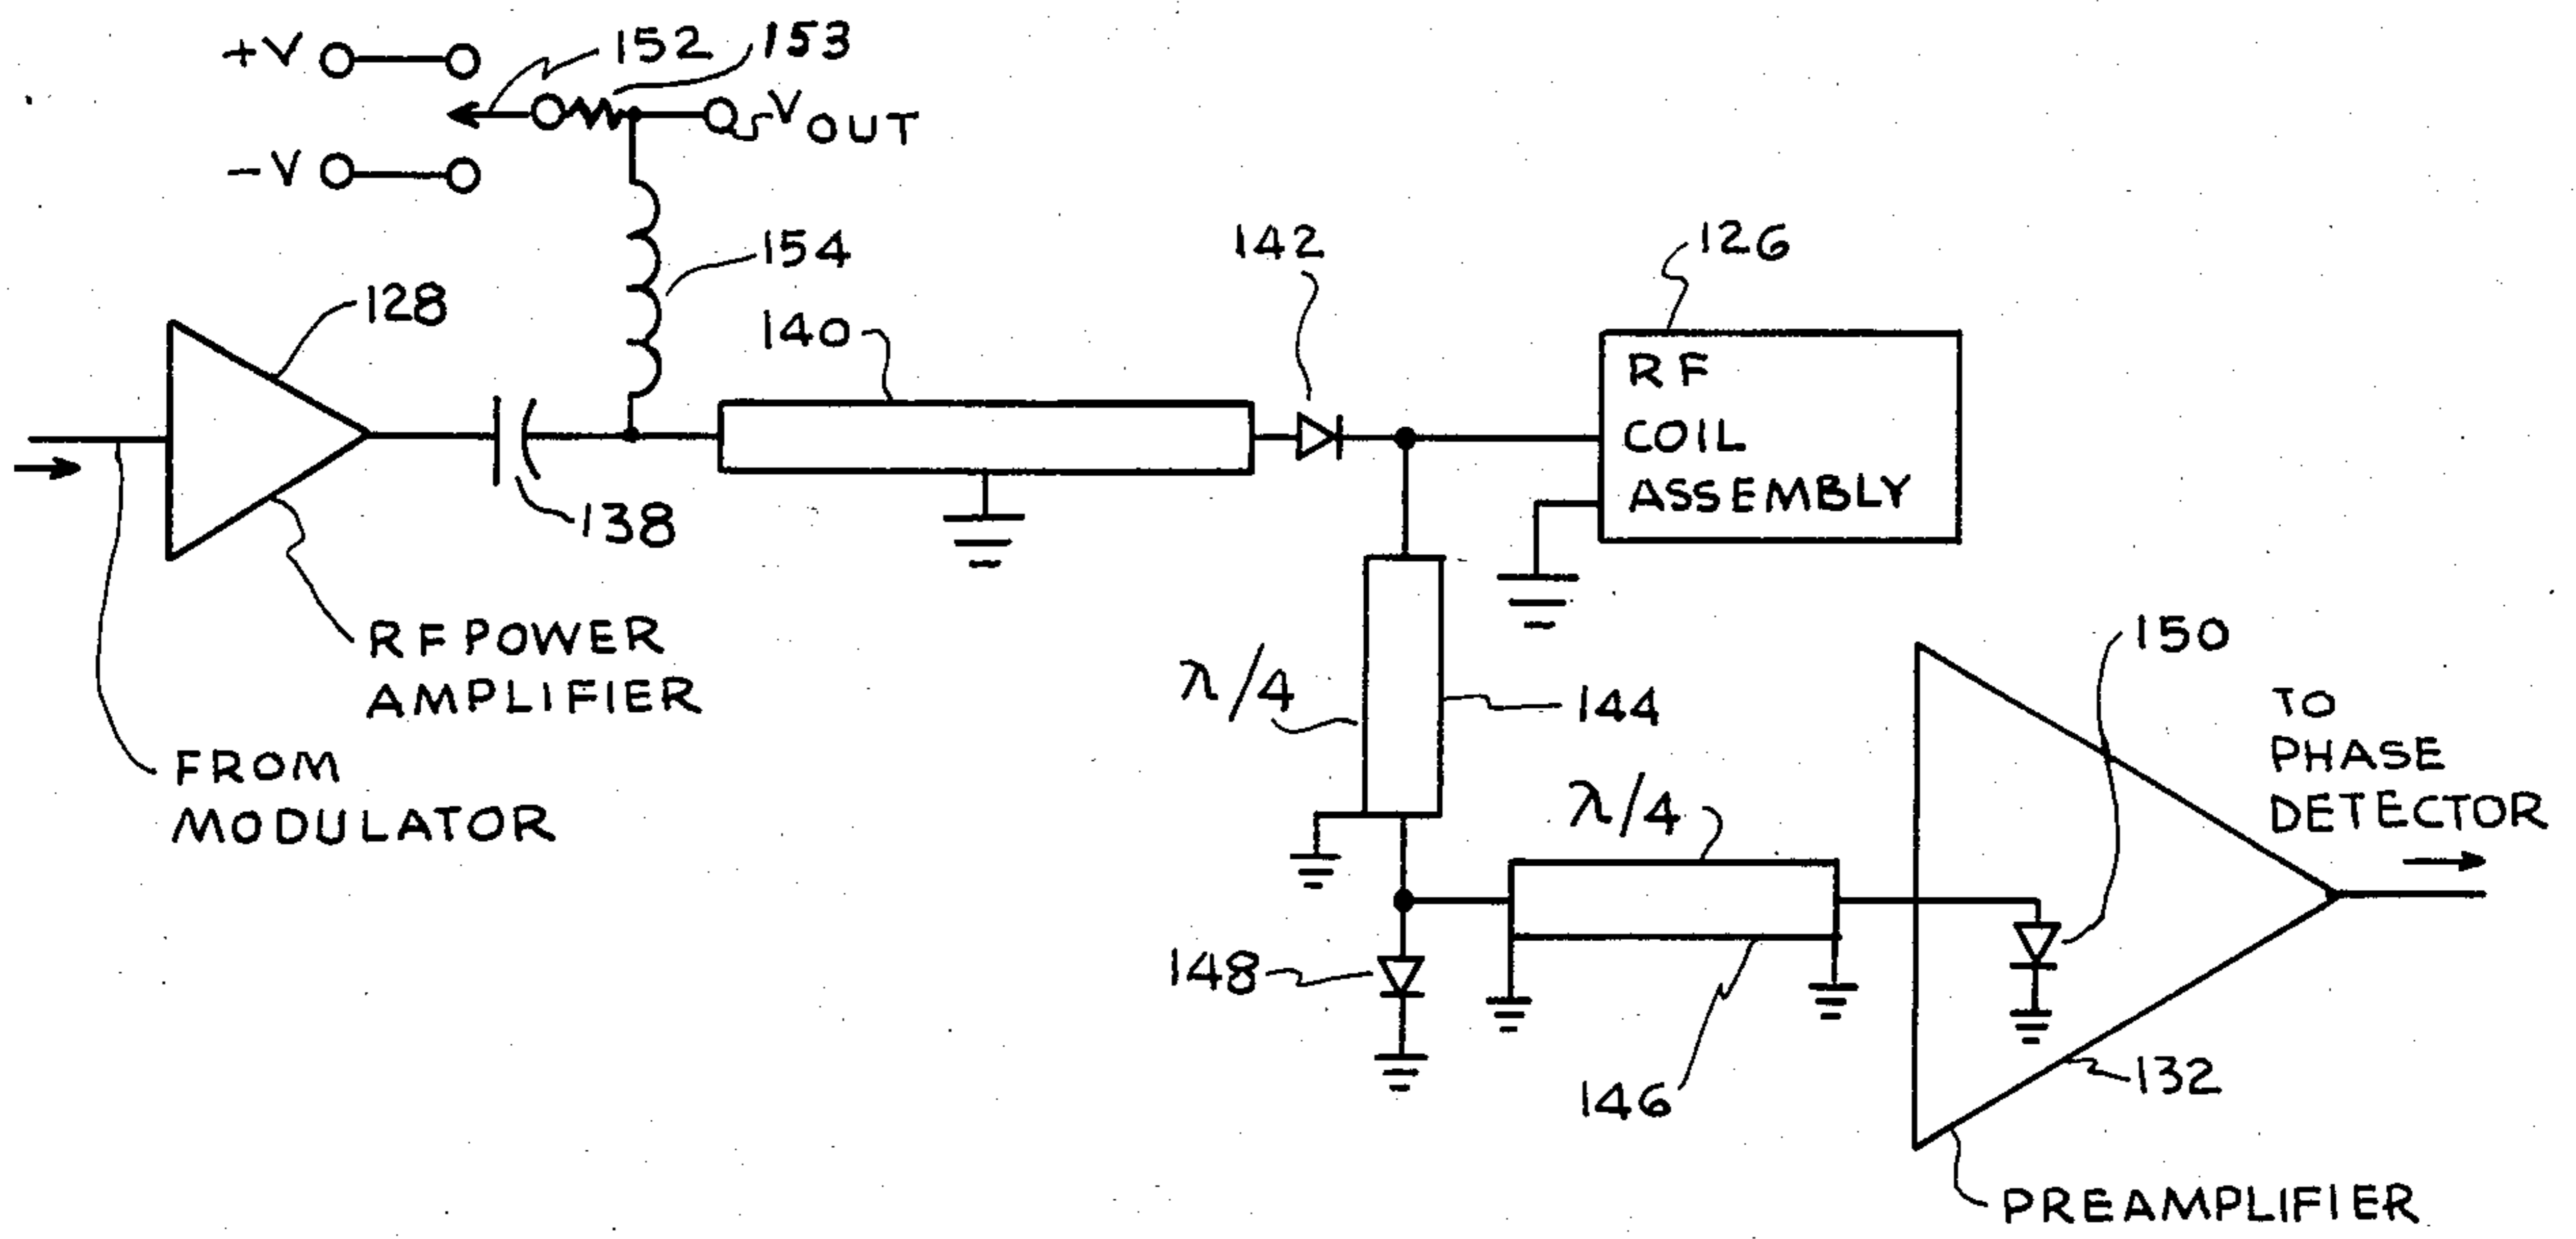 +V
152
153
VOUT
-V
154
128
140
142
126
RF
COIL
ASSEMBLY
138
RF POWER
AMPLIFIER
FROM
MODULATOR
λ/4
144
150
TO
PHASE
DETECTOR
λ/4
148
146
132
PREAMPLIFIER